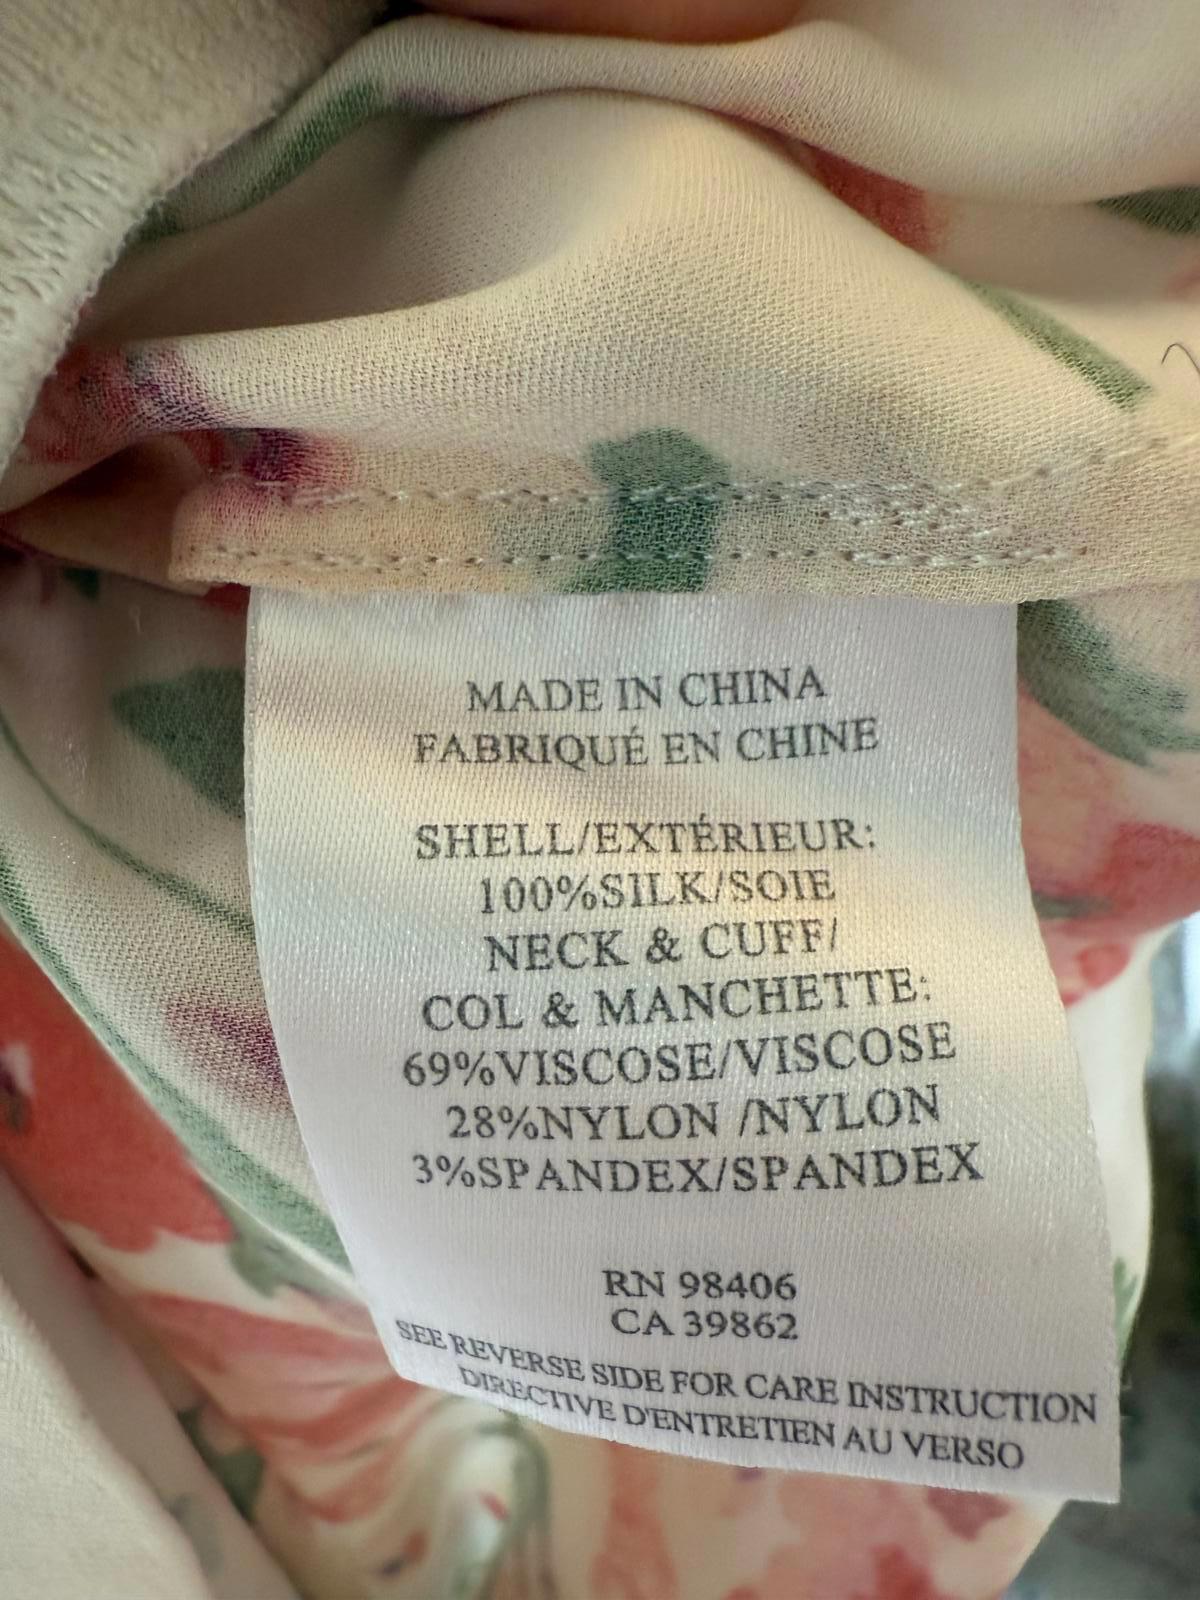 MADE IN CHINA
FABRIQUÉ EN CHINE
SHELL/EXTÉRIEUR:
100%SILK/SOIE
NECK & CUFF/
COL & MANCHETTE:
69%VISCOSE/VISCOSE
28%NYLON /NYLON
3%SPANDEX/SPANDEX
RN 98406
CA 39862
SEE REVERSE SIDE FOR CARE INSTRUCTION
DIRECTIVE D'ENTRETIEN AU VERSO